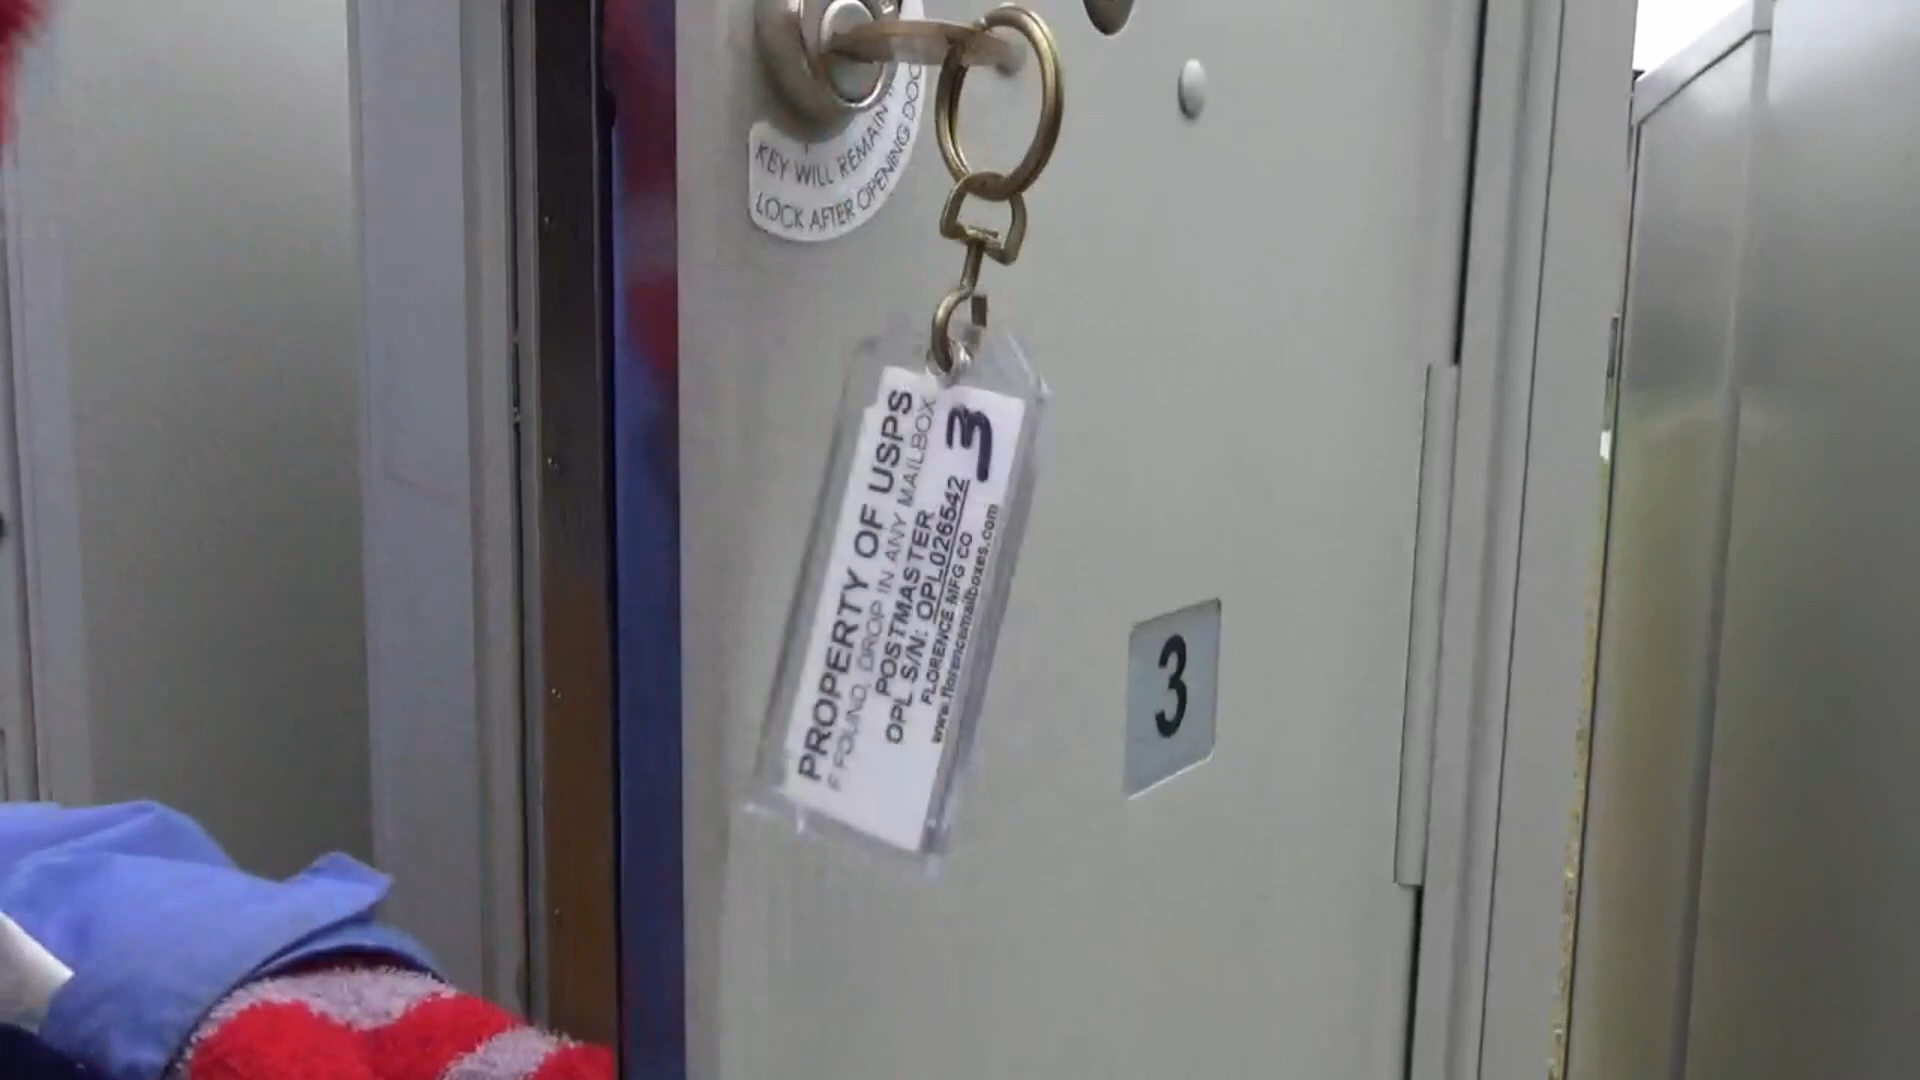 KEY WILL REMAIN
LOCK AFTER OPENING DOO
PROPERTY OF USPS
F FOUND, DROP IN ANY MAILBOX
POSTMASTER
OPL S/N: OPL026542
FLORENCE MFG CO
www.florencemailboxes.com
3
3